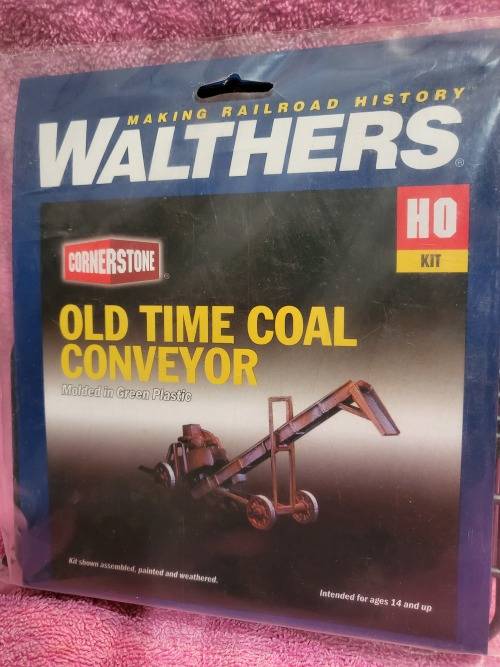 MAKING RAILROAD HISTORY
WALTHERS®
HO
KIT
CORNERSTONE®
OLD TIME COAL
CONVEYOR
Molded in Green Plastic
Kit shown assembled, painted and weathered.
Intended for ages 14 and up